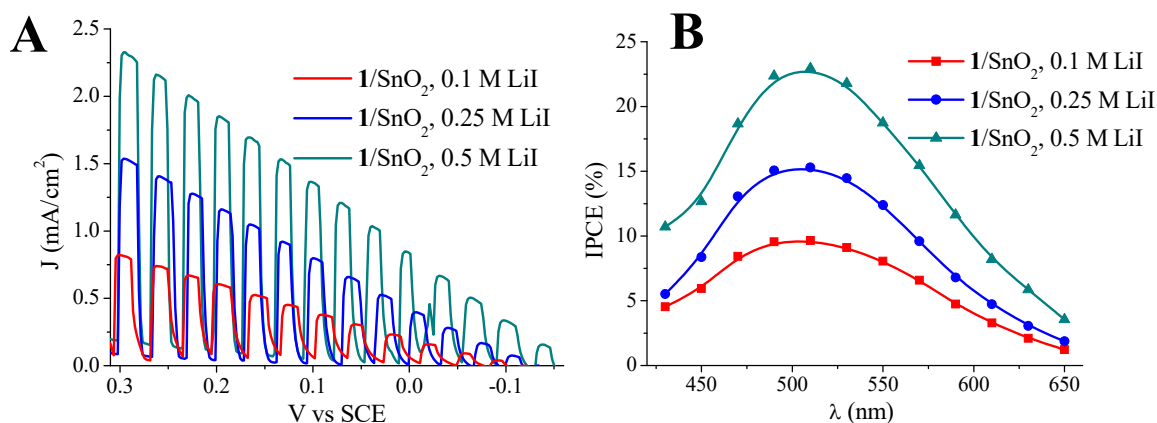 A
2.5
2.0
1.5
1.0
0.5
0.0
J (mA/cm²)
0.3
0.2
0.1
0.0
-0.1
V vs SCE
1/SnO₂, 0.1 M LiI
1/SnO₂, 0.25 M LiI
1/SnO₂, 0.5 M LiI
B
25
20
15
10
5
0
IPCE (%)
450
500
550
600
650
λ (nm)
1/SnO₂, 0.1 M LiI
1/SnO₂, 0.25 M LiI
1/SnO₂, 0.5 M LiI